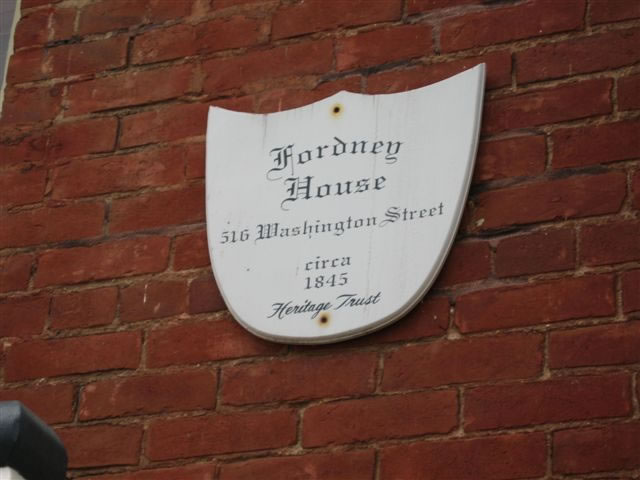 Fordney
House
516 Washington Street
circa
1845
Heritage Trust